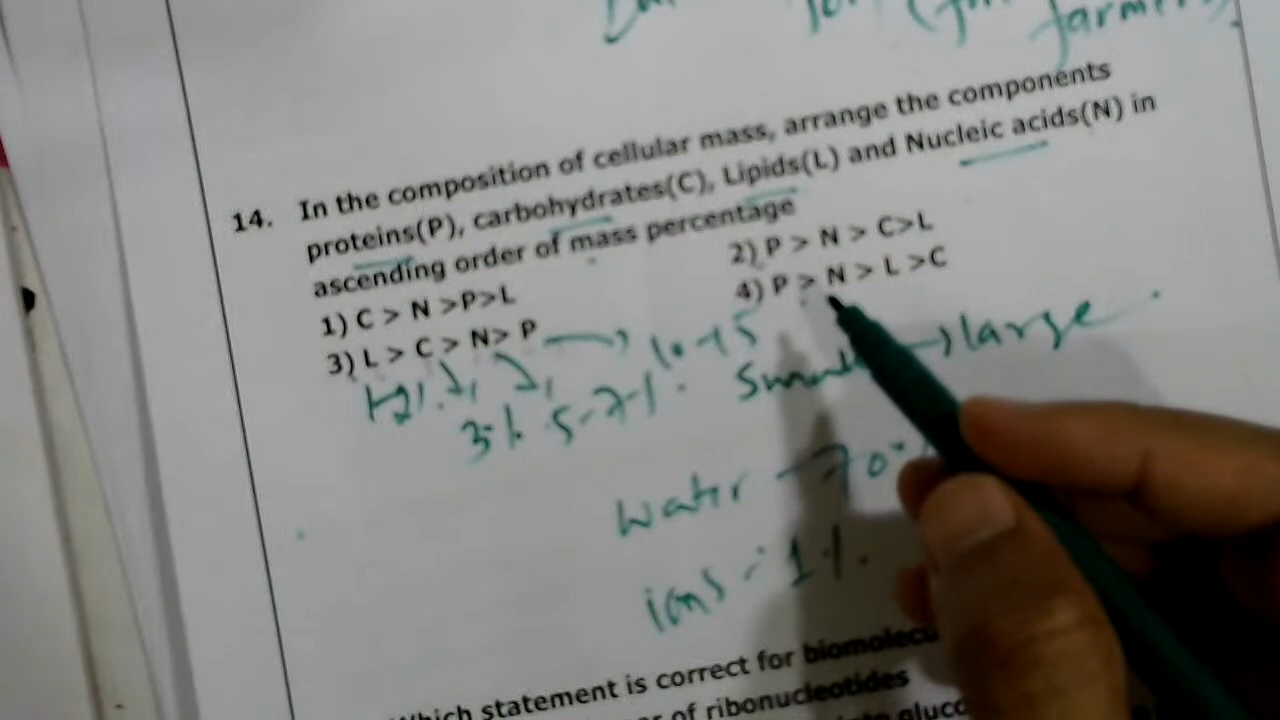 farmer)
14. In the composition of cellular mass, arrange the components
proteins(P), carbohydrates(C), Lipids(L) and Nucleic acids(N) in
ascending order of mass percentage
1) C > N >P>L
2) P > N > C>L
3) L > C > N> P → 10-15
4) P > N > L >C
3% 5-7%. Small → large
water - 70%
ions - 1%.
which statement is correct for
of ribonucleotides